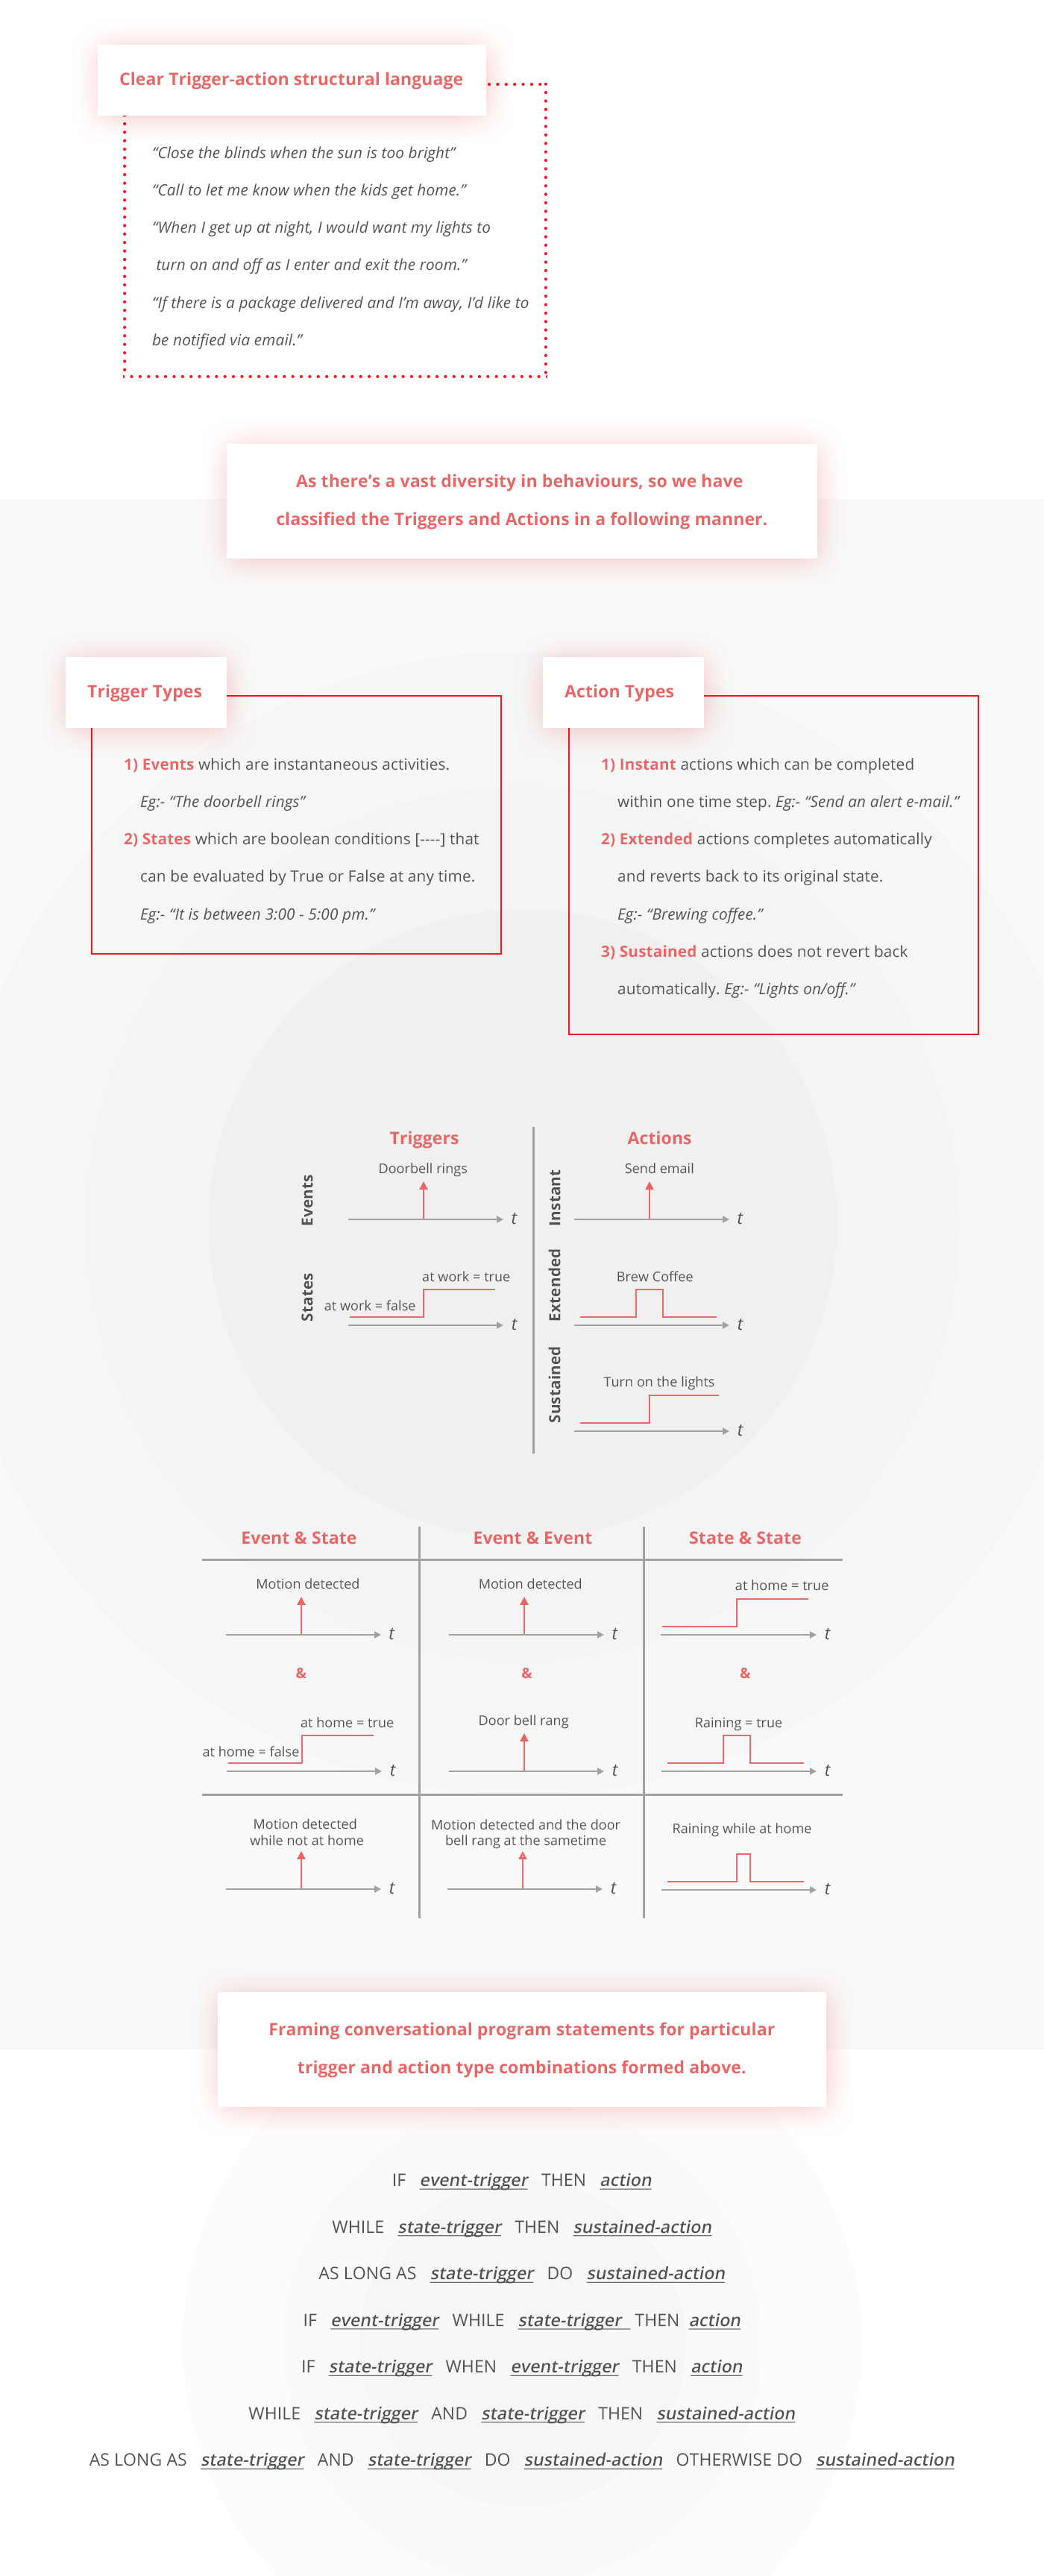 Clear Trigger-action structural language
“Close the blinds when the sun is too bright”
“Call to let me know when the kids get home.”
“When I get up at night, I would want my lights to
turn on and off as I enter and exit the room.”
“If there is a package delivered and I’m away, I’d like to
be notified via email.”
As there’s a vast diversity in behaviours, so we have
classified the Triggers and Actions in a following manner.
Trigger Types
1) Events which are instantaneous activities.
Eg:- “The doorbell rings”
2) States which are boolean conditions [----] that
can be evaluated by True or False at any time.
Eg:- “It is between 3:00 - 5:00 pm.”
Action Types
1) Instant actions which can be completed
within one time step. Eg:- “Send an alert e-mail.”
2) Extended actions completes automatically
and reverts back to its original state.
Eg:- “Brewing coffee.”
3) Sustained actions does not revert back
automatically. Eg:- “Lights on/off.”
Triggers
Events
Doorbell rings
t
States
at work = true
at work = false
t
Actions
Instant
Send email
t
Extended
Brew Coffee
t
Sustained
Turn on the lights
t
Event & State
Motion detected
t
&
at home = true
at home = false
t
Motion detected
while not at home
t
Event & Event
Motion detected
t
&
Door bell rang
t
Motion detected and the door
bell rang at the sametime
t
State & State
at home = true
t
&
Raining = true
t
Raining while at home
t
Framing conversational program statements for particular
trigger and action type combinations formed above.
IF event-trigger THEN action
WHILE state-trigger THEN sustained-action
AS LONG AS state-trigger DO sustained-action
IF event-trigger WHILE state-trigger THEN action
IF state-trigger WHEN event-trigger THEN action
WHILE state-trigger AND state-trigger THEN sustained-action
AS LONG AS state-trigger AND state-trigger DO sustained-action OTHERWISE DO sustained-action